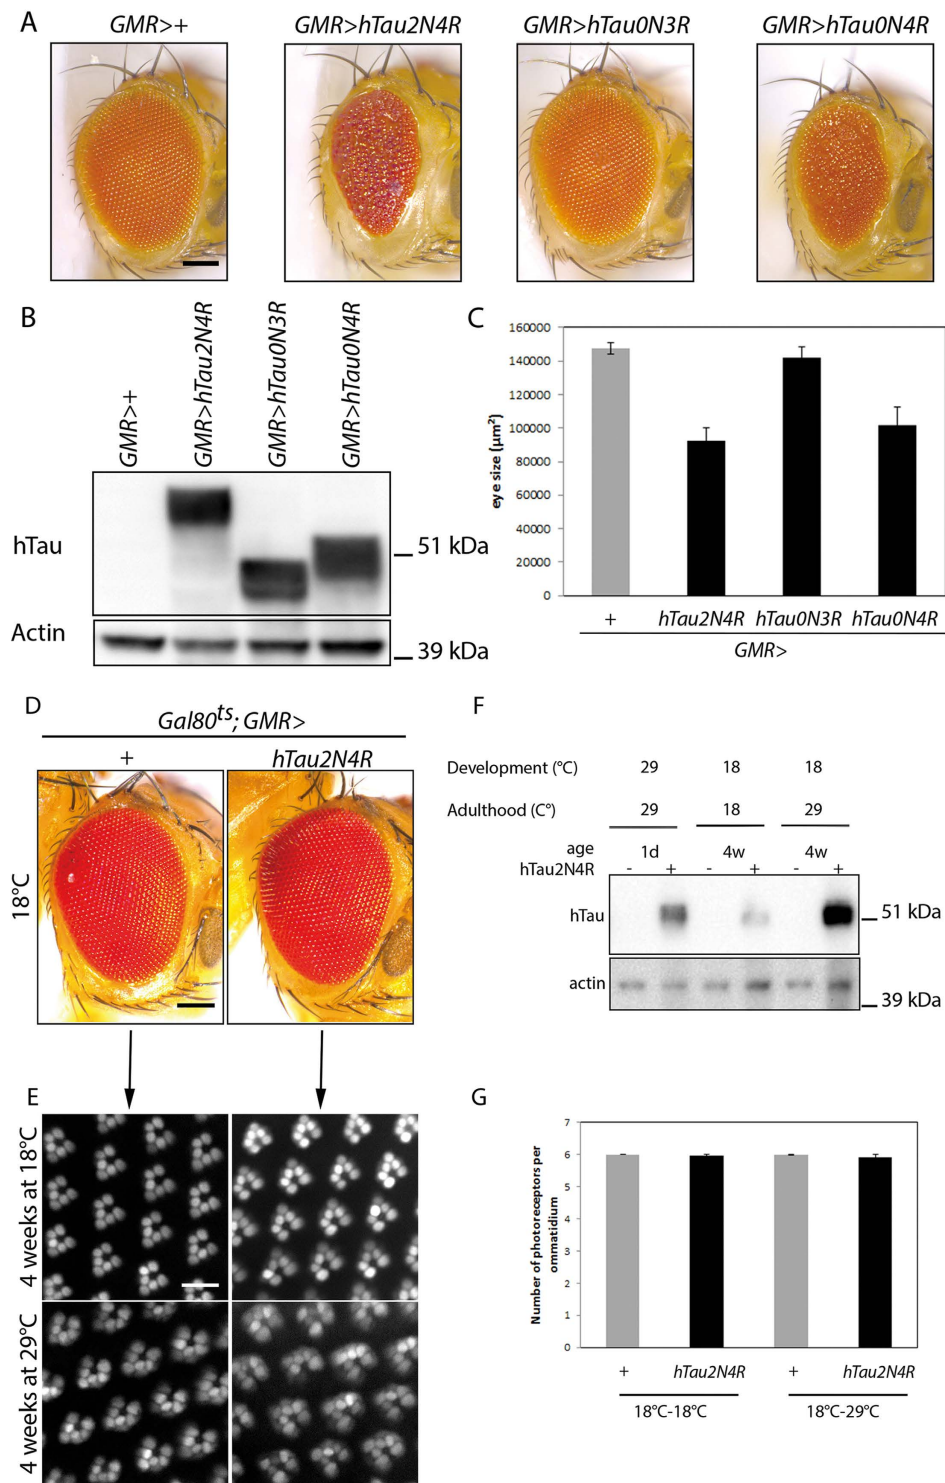 A
GMR>+
GMR>hTau2N4R
GMR>hTau0N3R
GMR>hTau0N4R
B
GMR>+
GMR>hTau2N4R
GMR>hTau0N3R
GMR>hTau0N4R
hTau
51 kDa
Actin
39 kDa
C
eye size (µm²)
160000
140000
120000
100000
80000
60000
40000
20000
0
+ hTau2N4R hTau0N3R hTau0N4R
GMR>
D
Gal80ts; GMR>
+ hTau2N4R
18°C
E
4 weeks at 18°C
4 weeks at 29°C
F
Development (°C) 29 18 18
Adulthood (C°) 29 18 29
age 1d 4w 4w
hTau2N4R - + - + - +
hTau
51 kDa
actin
39 kDa
G
Number of photoreceptors per
ommatidium
7
6
5
4
3
2
1
0
+ hTau2N4R + hTau2N4R
18°C-18°C 18°C-29°C